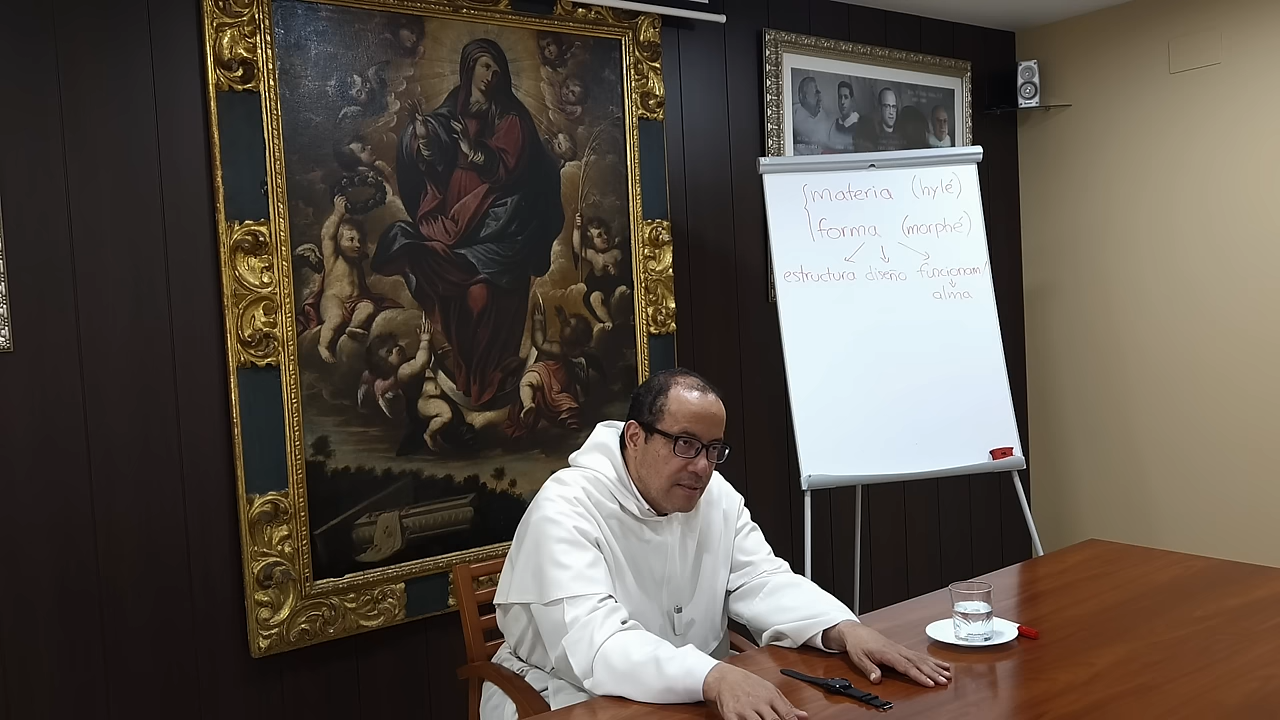 materia (hylé)
forma (morphé)
estructura diseño funcionam/
alma